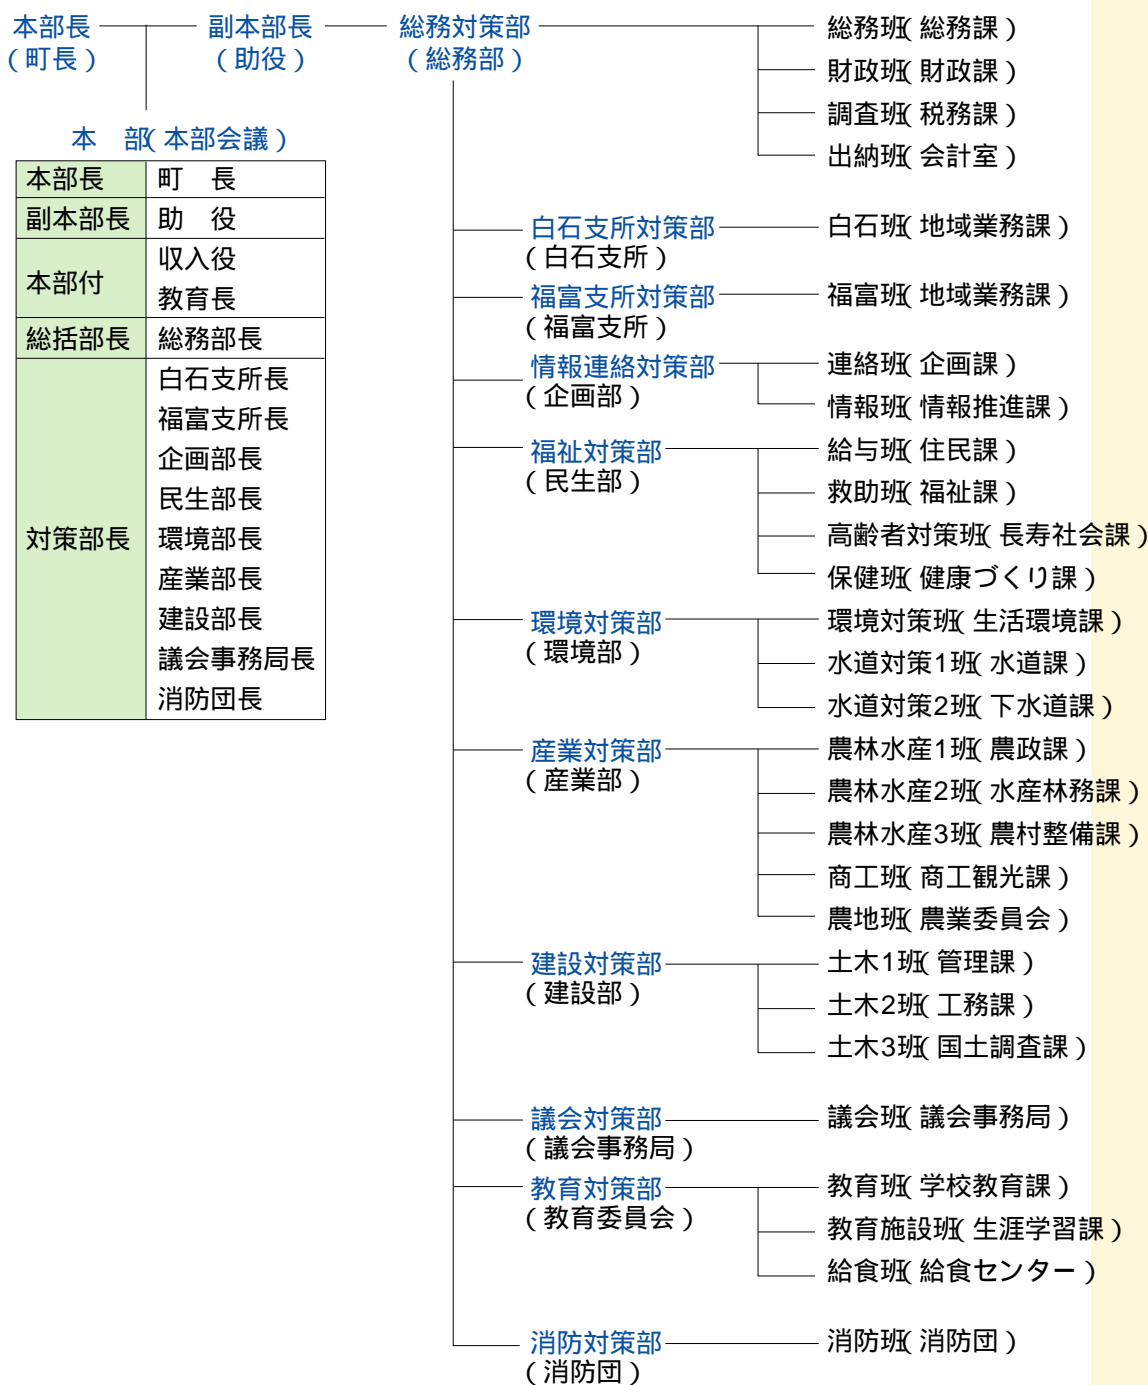 本部長 副本部長 総務対策部 総務班(総務課)
(町長) (助役) (総務部)
財政班(財政課)
調査班(税務課)
出納班(会計室)
本 部(本部会議)
本部長 町 長
副本部長 助 役
本部付 収入役
教育長
総括部長 総務部長
対策部長 白石支所長
福富支所長
企画部長
民生部長
環境部長
産業部長
建設部長
議会事務局長
消防団長
白石支所対策部 白石班(地域業務課)
(白石支所)
福富支所対策部 福富班(地域業務課)
(福富支所)
情報連絡対策部 連絡班(企画課)
(企画部)
情報班(情報推進課)
福祉対策部 給与班(住民課)
(民生部)
救助班(福祉課)
高齢者対策班(長寿社会課)
保健班(健康づくり課)
環境対策部 環境対策班(生活環境課)
(環境部)
水道対策1班(水道課)
水道対策2班(下水道課)
産業対策部 農林水産1班(農政課)
(産業部)
農林水産2班(水産林務課)
農林水産3班(農村整備課)
商工班(商工観光課)
農地班(農業委員会)
建設対策部 土木1班(管理課)
(建設部)
土木2班(工務課)
土木3班(国土調査課)
議会対策部 議会班(議会事務局)
(議会事務局)
教育対策部 教育班(学校教育課)
(教育委員会)
教育施設班(生涯学習課)
給食班(給食センター)
消防対策部 消防班(消防団)
(消防団)